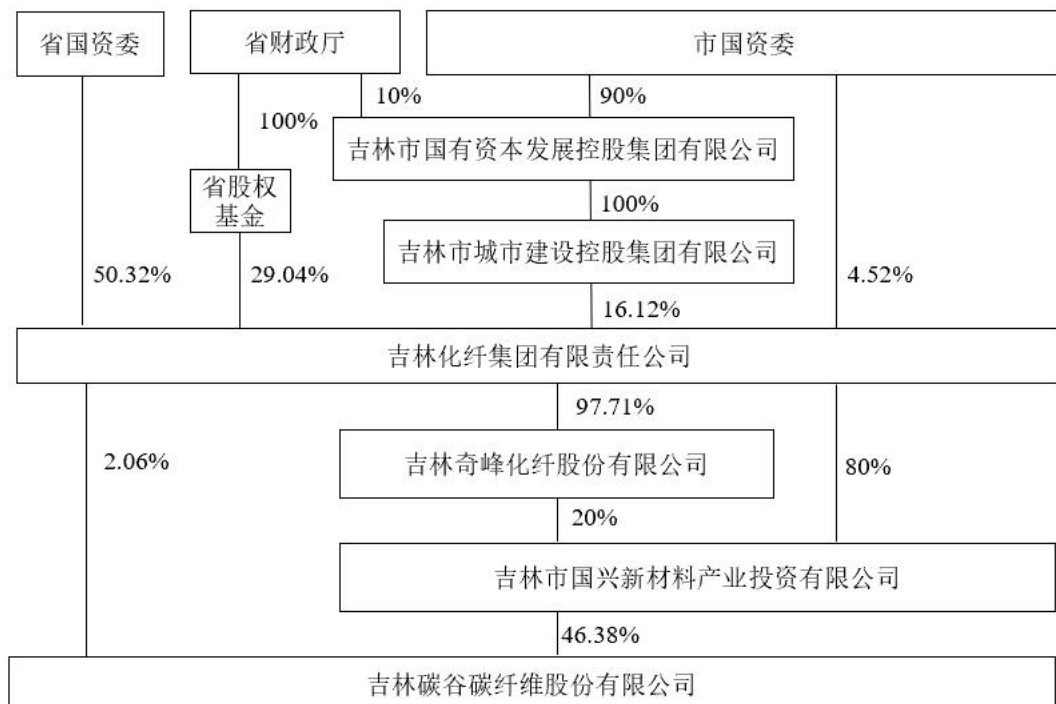 省国资委
省财政厅
市国资委
10%
90%
100%
吉林市国有资本发展控股集团有限公司
省股权
基金
100%
吉林市城市建设控股集团有限公司
50.32%
29.04%
4.52%
16.12%
吉林化纤集团有限责任公司
97.71%
2.06%
吉林奇峰化纤股份有限公司
80%
20%
吉林市国兴新材料产业投资有限公司
46.38%
吉林碳谷碳纤维股份有限公司